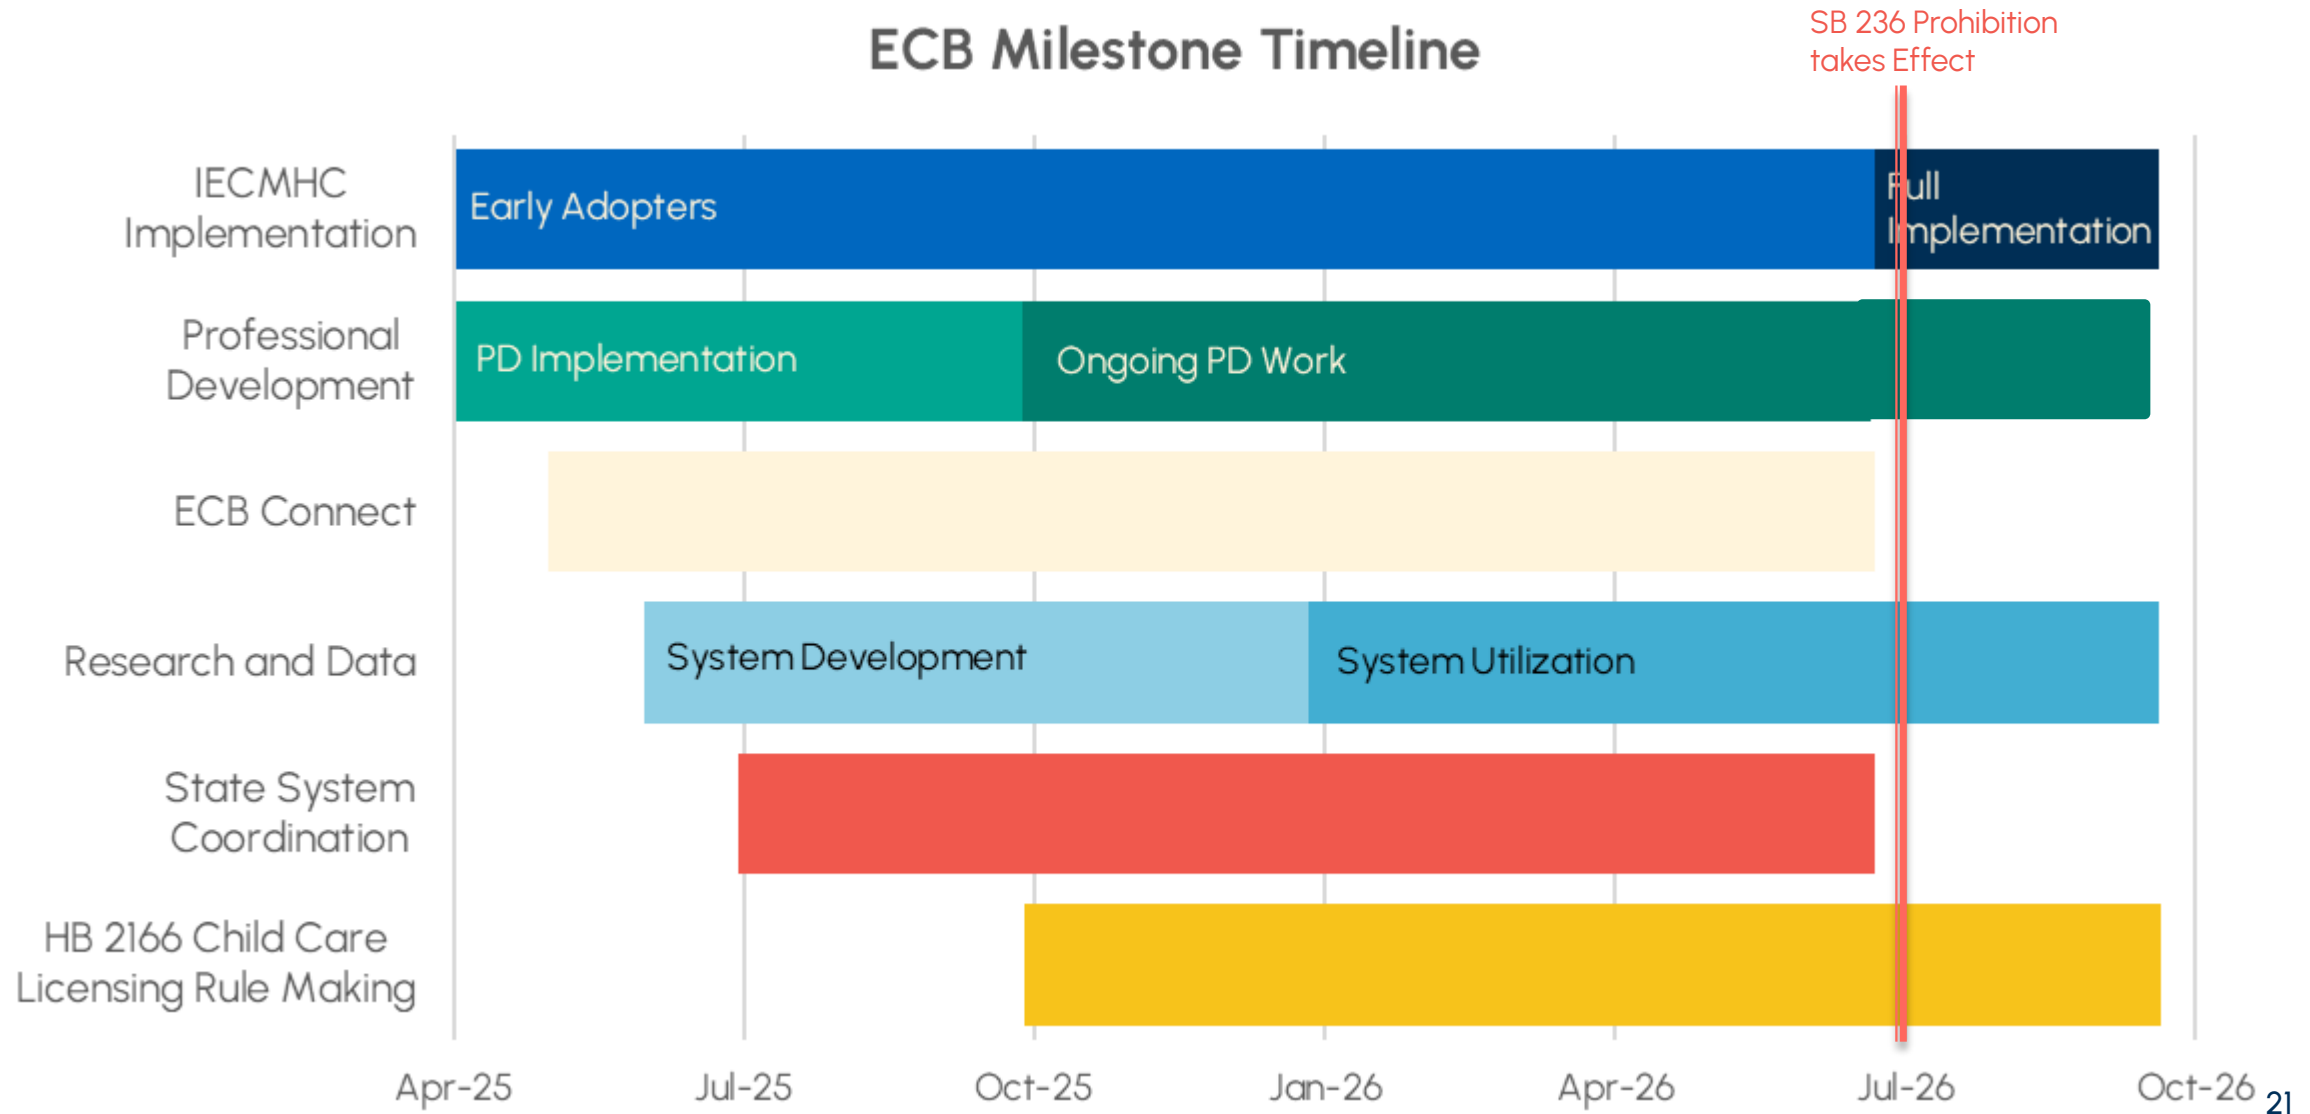 ECB Milestone Timeline
SB 236 Prohibition
takes Effect
IECMHC
Implementation
Early Adopters
Full
Implementation
Professional
Development
PD Implementation
Ongoing PD Work
ECB Connect
Research and Data
System Development
System Utilization
State System
Coordination
HB 2166 Child Care
Licensing Rule Making
Apr-25
Jul-25
Oct-25
Jan-26
Apr-26
Jul-26
Oct-26
21